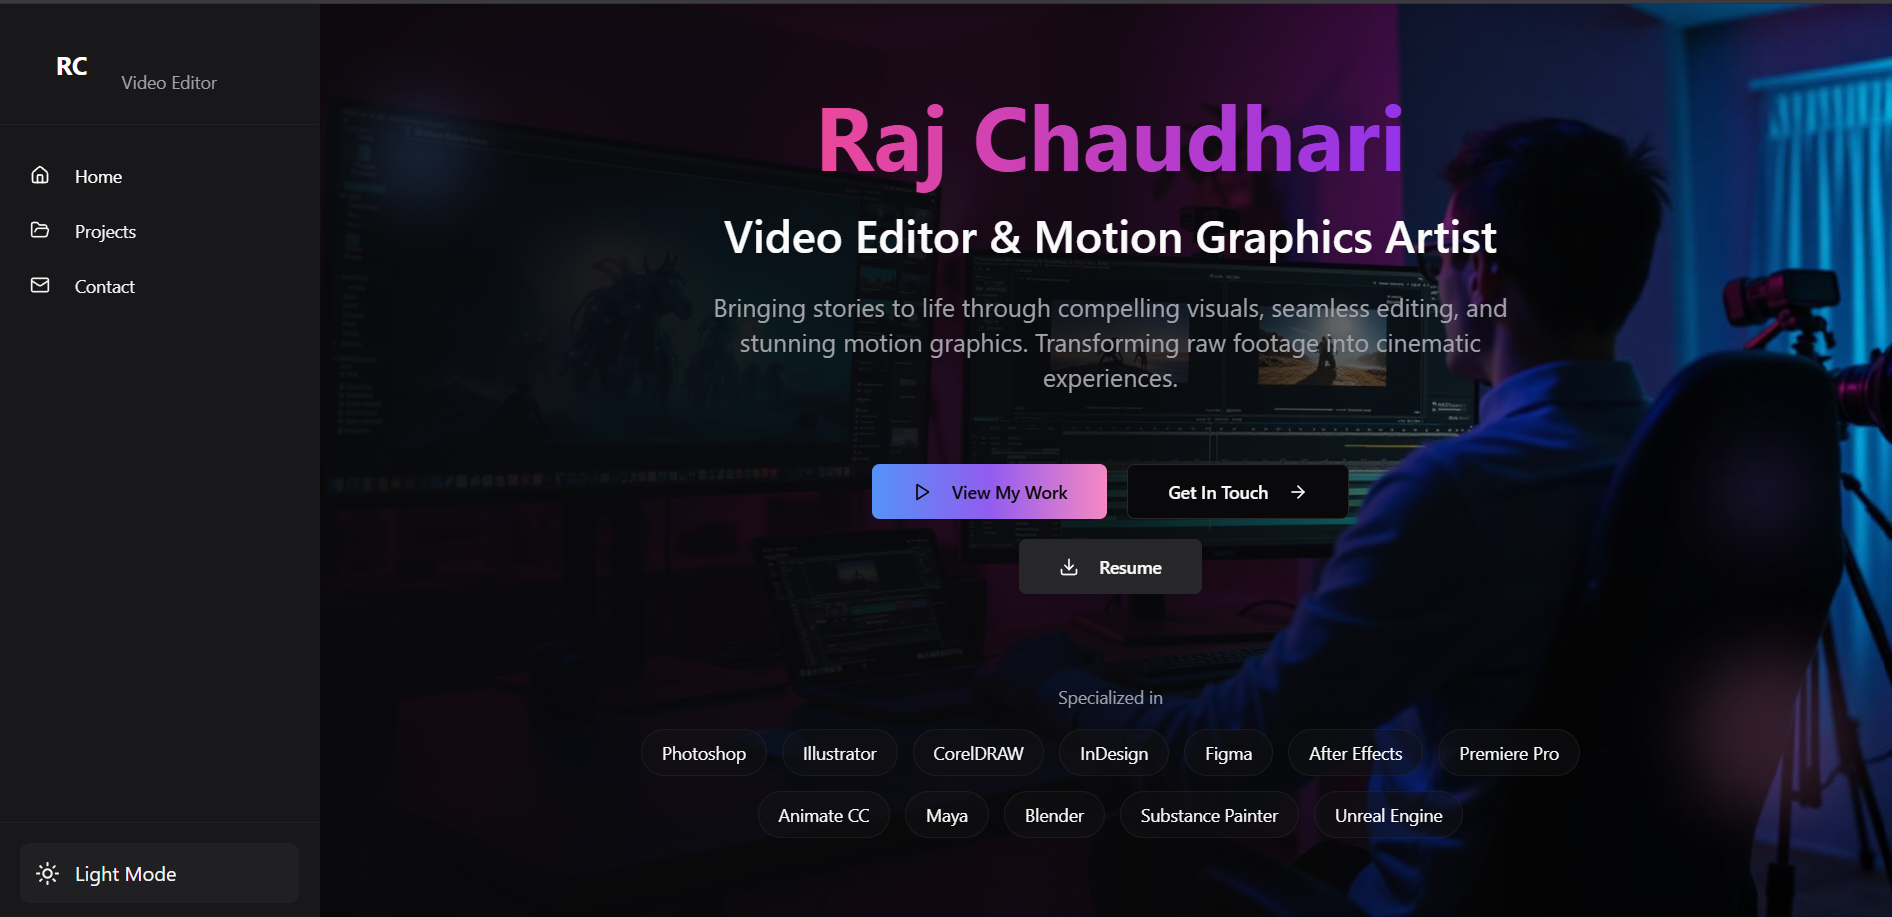 RC
Video Editor
Home
Projects
Contact
Light Mode
Raj Chaudhari
Video Editor & Motion Graphics Artist
Bringing stories to life through compelling visuals, seamless editing, and
stunning motion graphics. Transforming raw footage into cinematic
experiences.
View My Work
Get In Touch
Resume
Specialized in
Photoshop Illustrator CorelDRAW InDesign Figma After Effects Premiere Pro
Animate CC Maya Blender Substance Painter Unreal Engine